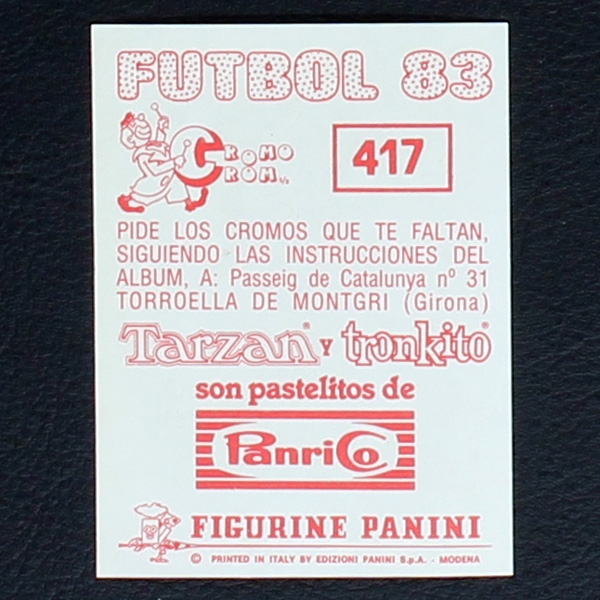 FUTBOL 83
CROMO
CROM S/A
417
PIDE LOS CROMOS QUE TE FALTAN,
SIGUIENDO LAS INSTRUCCIONES DEL
ALBUM, A: Passeig de Catalunya nº 31
TORROELLA DE MONTGRI (Girona)
Tarzan® Y tronkito®
son pastelitos de
PanriCo
FIGURINE PANINI
© PRINTED IN ITALY BY EDIZIONI PANINI S.p.A. - MODENA